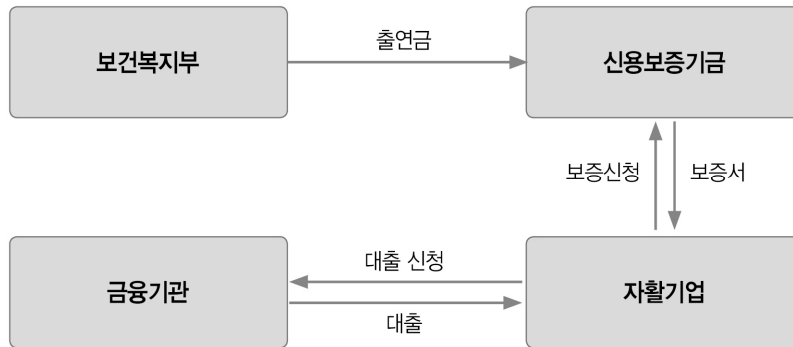 출연금
보건복지부
신용보증기금
보증신청
보증서
대출 신청
금융기관
자활기업
대출